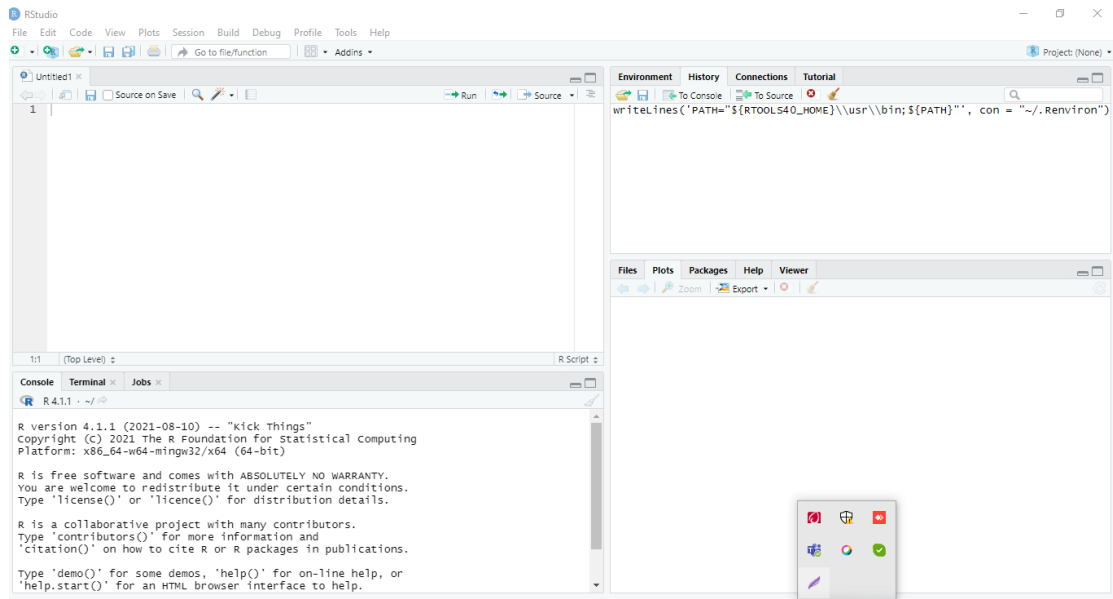 RStudio
File Edit Code View Plots Session Build Debug Profile Tools Help
Go to file/function Addins Project: (None)
Untitled1
Source on Save Run Source
1
1:1 (Top Level) R Script
Console Terminal Jobs
R 4.1.1 · ~/
R version 4.1.1 (2021-08-10) -- "Kick Things"
Copyright (C) 2021 The R Foundation for Statistical Computing
Platform: x86_64-w64-mingw32/x64 (64-bit)
R is free software and comes with ABSOLUTELY NO WARRANTY.
You are welcome to redistribute it under certain conditions.
Type 'license()' or 'licence()' for distribution details.
R is a collaborative project with many contributors.
Type 'contributors()' for more information and
'citation()' on how to cite R or R packages in publications.
Type 'demo()' for some demos, 'help()' for on-line help, or
'help.start()' for an HTML browser interface to help.
Environment History Connections Tutorial
To Console To Source
writeLines('PATH="${RTOOLS40_HOME}\\usr\\bin;${PATH}"', con = "~/.Renviron")
Files Plots Packages Help Viewer
Zoom Export